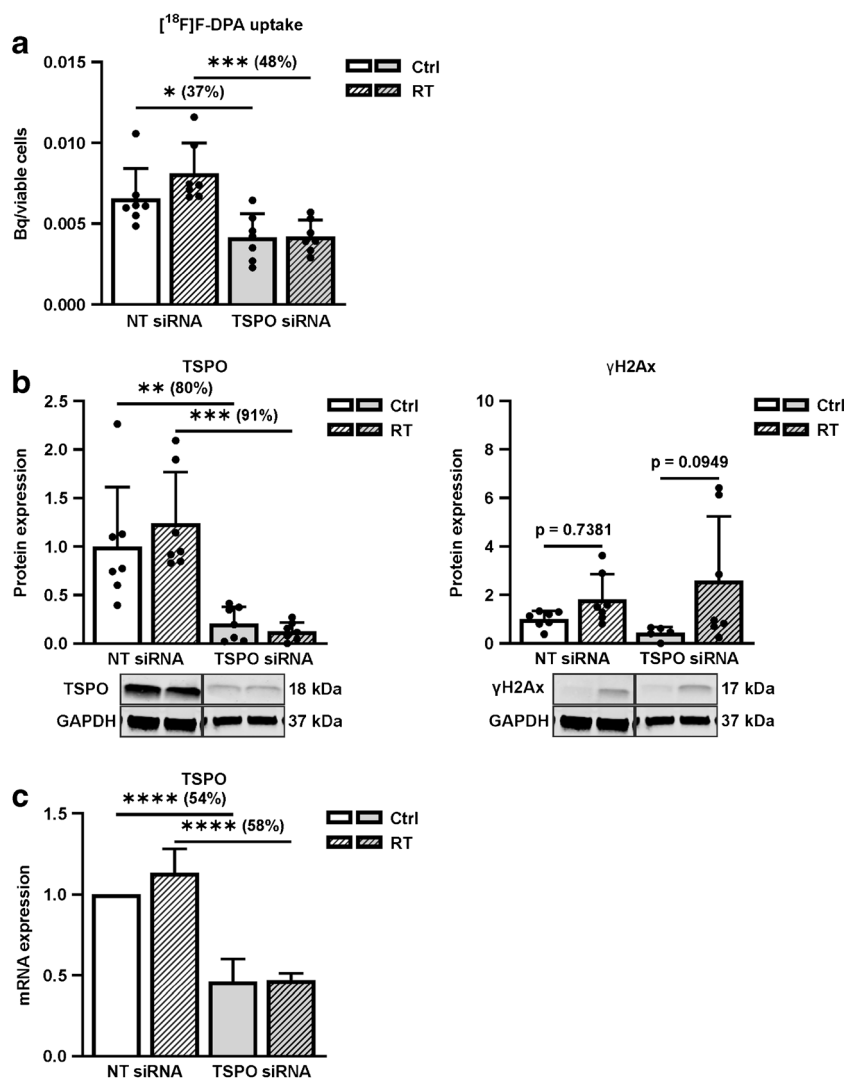 [¹⁸F]F-DPA uptake
a
0.015
0.010
0.005
0.000
Bq/viable cells
*** (48%)
* (37%)
Ctrl
RT
NT siRNA
TSPO siRNA
b
TSPO
2.5
2.0
1.5
1.0
0.5
0.0
Protein expression
** (80%)
*** (91%)
Ctrl
RT
NT siRNA
TSPO siRNA
TSPO
18 kDa
GAPDH
37 kDa
γH2Ax
10
8
6
4
2
0
Protein expression
p = 0.0949
p = 0.7381
Ctrl
RT
NT siRNA
TSPO siRNA
γH2Ax
17 kDa
GAPDH
37 kDa
c
TSPO
1.5
1.0
0.5
0.0
mRNA expression
**** (54%)
**** (58%)
Ctrl
RT
NT siRNA
TSPO siRNA